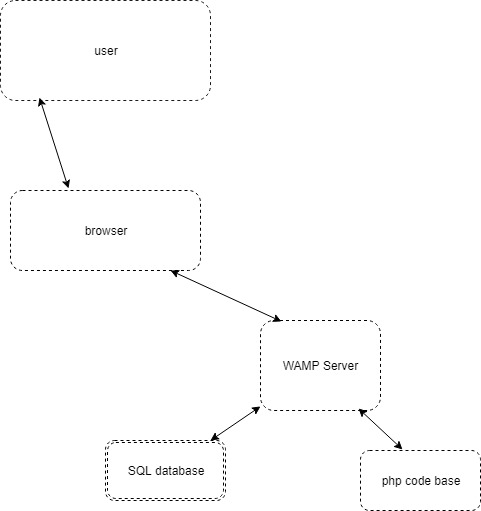 user
browser
WAMP Server
SQL database
php code base